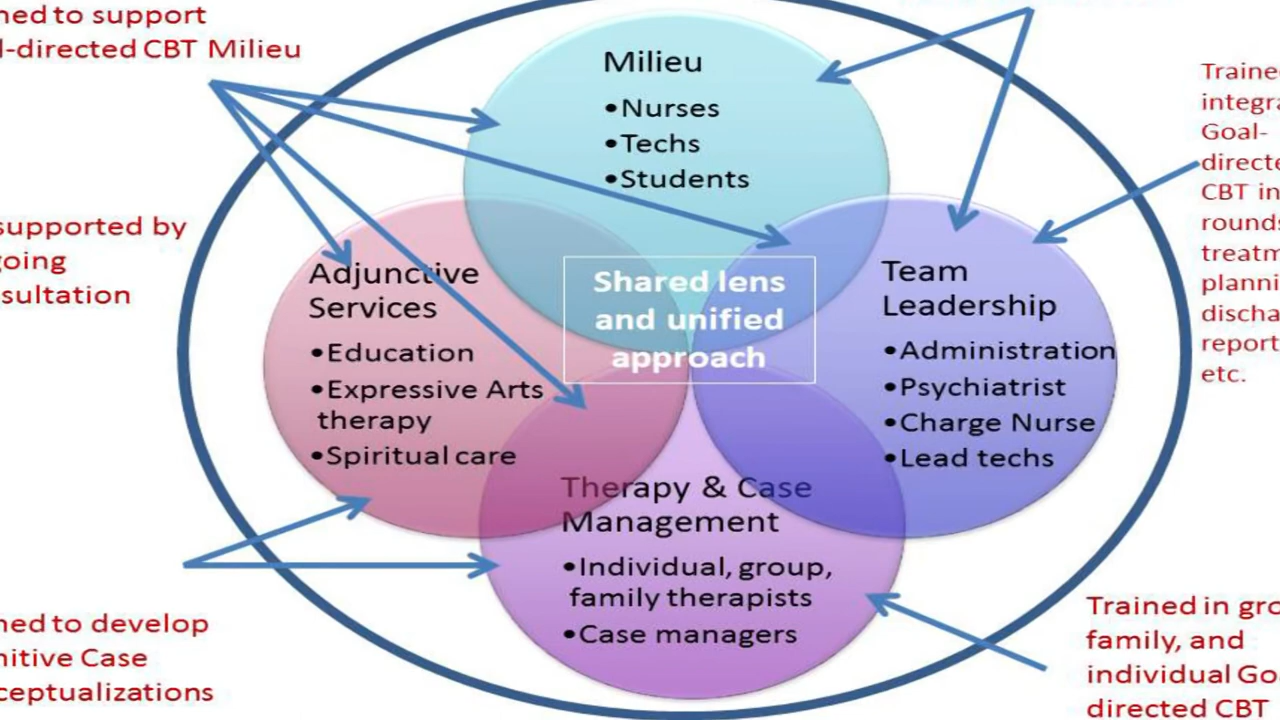 ned to support
l-directed CBT Milieu
supported by
going
sultation
ned to develop
nitive Case
ceptualizations
Milieu
•Nurses
•Techs
•Students
Adjunctive
Services
•Education
•Expressive Arts
therapy
•Spiritual care
Shared lens
and unified
approach
Team
Leadership
•Administration
•Psychiatrist
•Charge Nurse
•Lead techs
Therapy & Case
Management
•Individual, group,
family therapists
•Case managers
Traine
integra
Goal-
directe
CBT in
rounds
treatm
planni
discha
report
etc.
Trained in gro
family, and
individual Goa
directed CBT